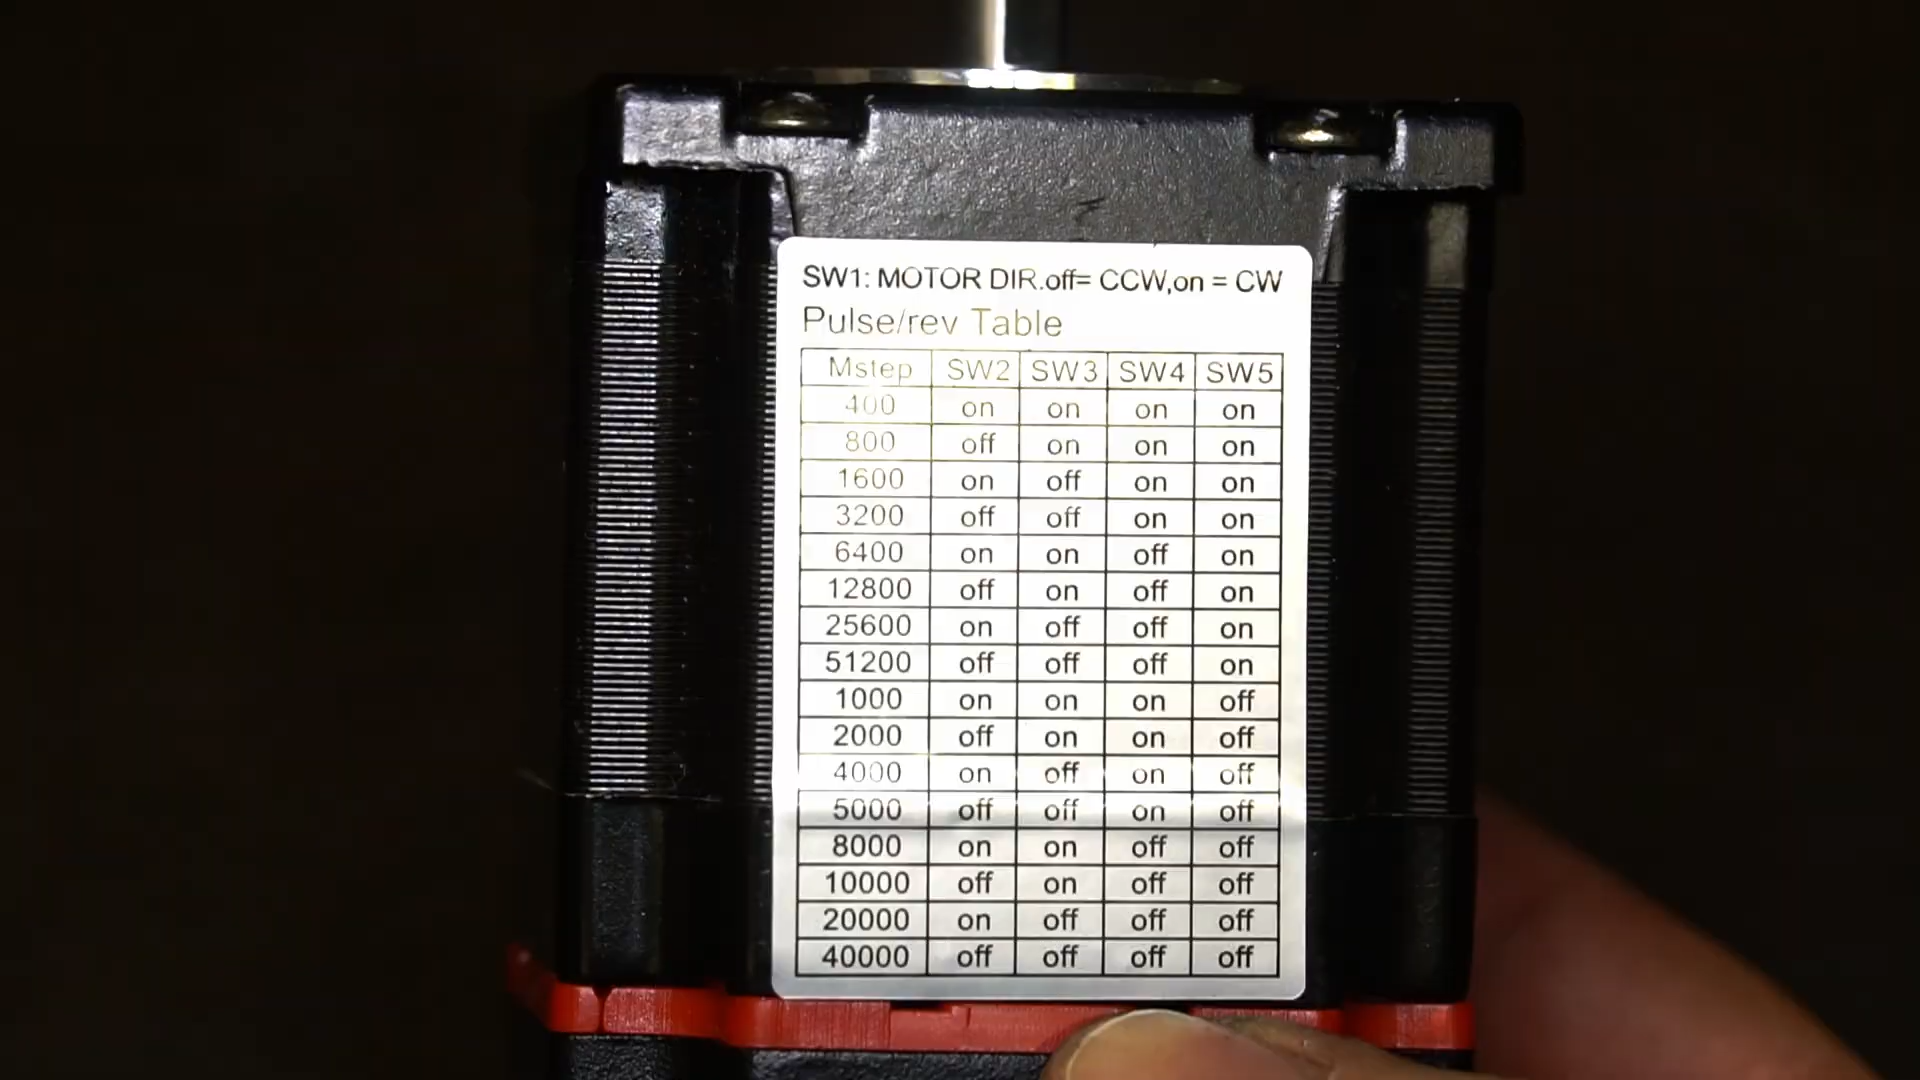 SW1: MOTOR DIR.off= CCW,on = CW
Pulse/rev Table
Mstep SW2 SW3 SW4 SW5
400 on on on on
800 off on on on
1600 on off on on
3200 off off on on
6400 on on off on
12800 off on off on
25600 on off off on
51200 off off off on
1000 on on on off
2000 off on on off
4000 on off on off
5000 off off on off
8000 on on off off
10000 off on off off
20000 on off off off
40000 off off off off